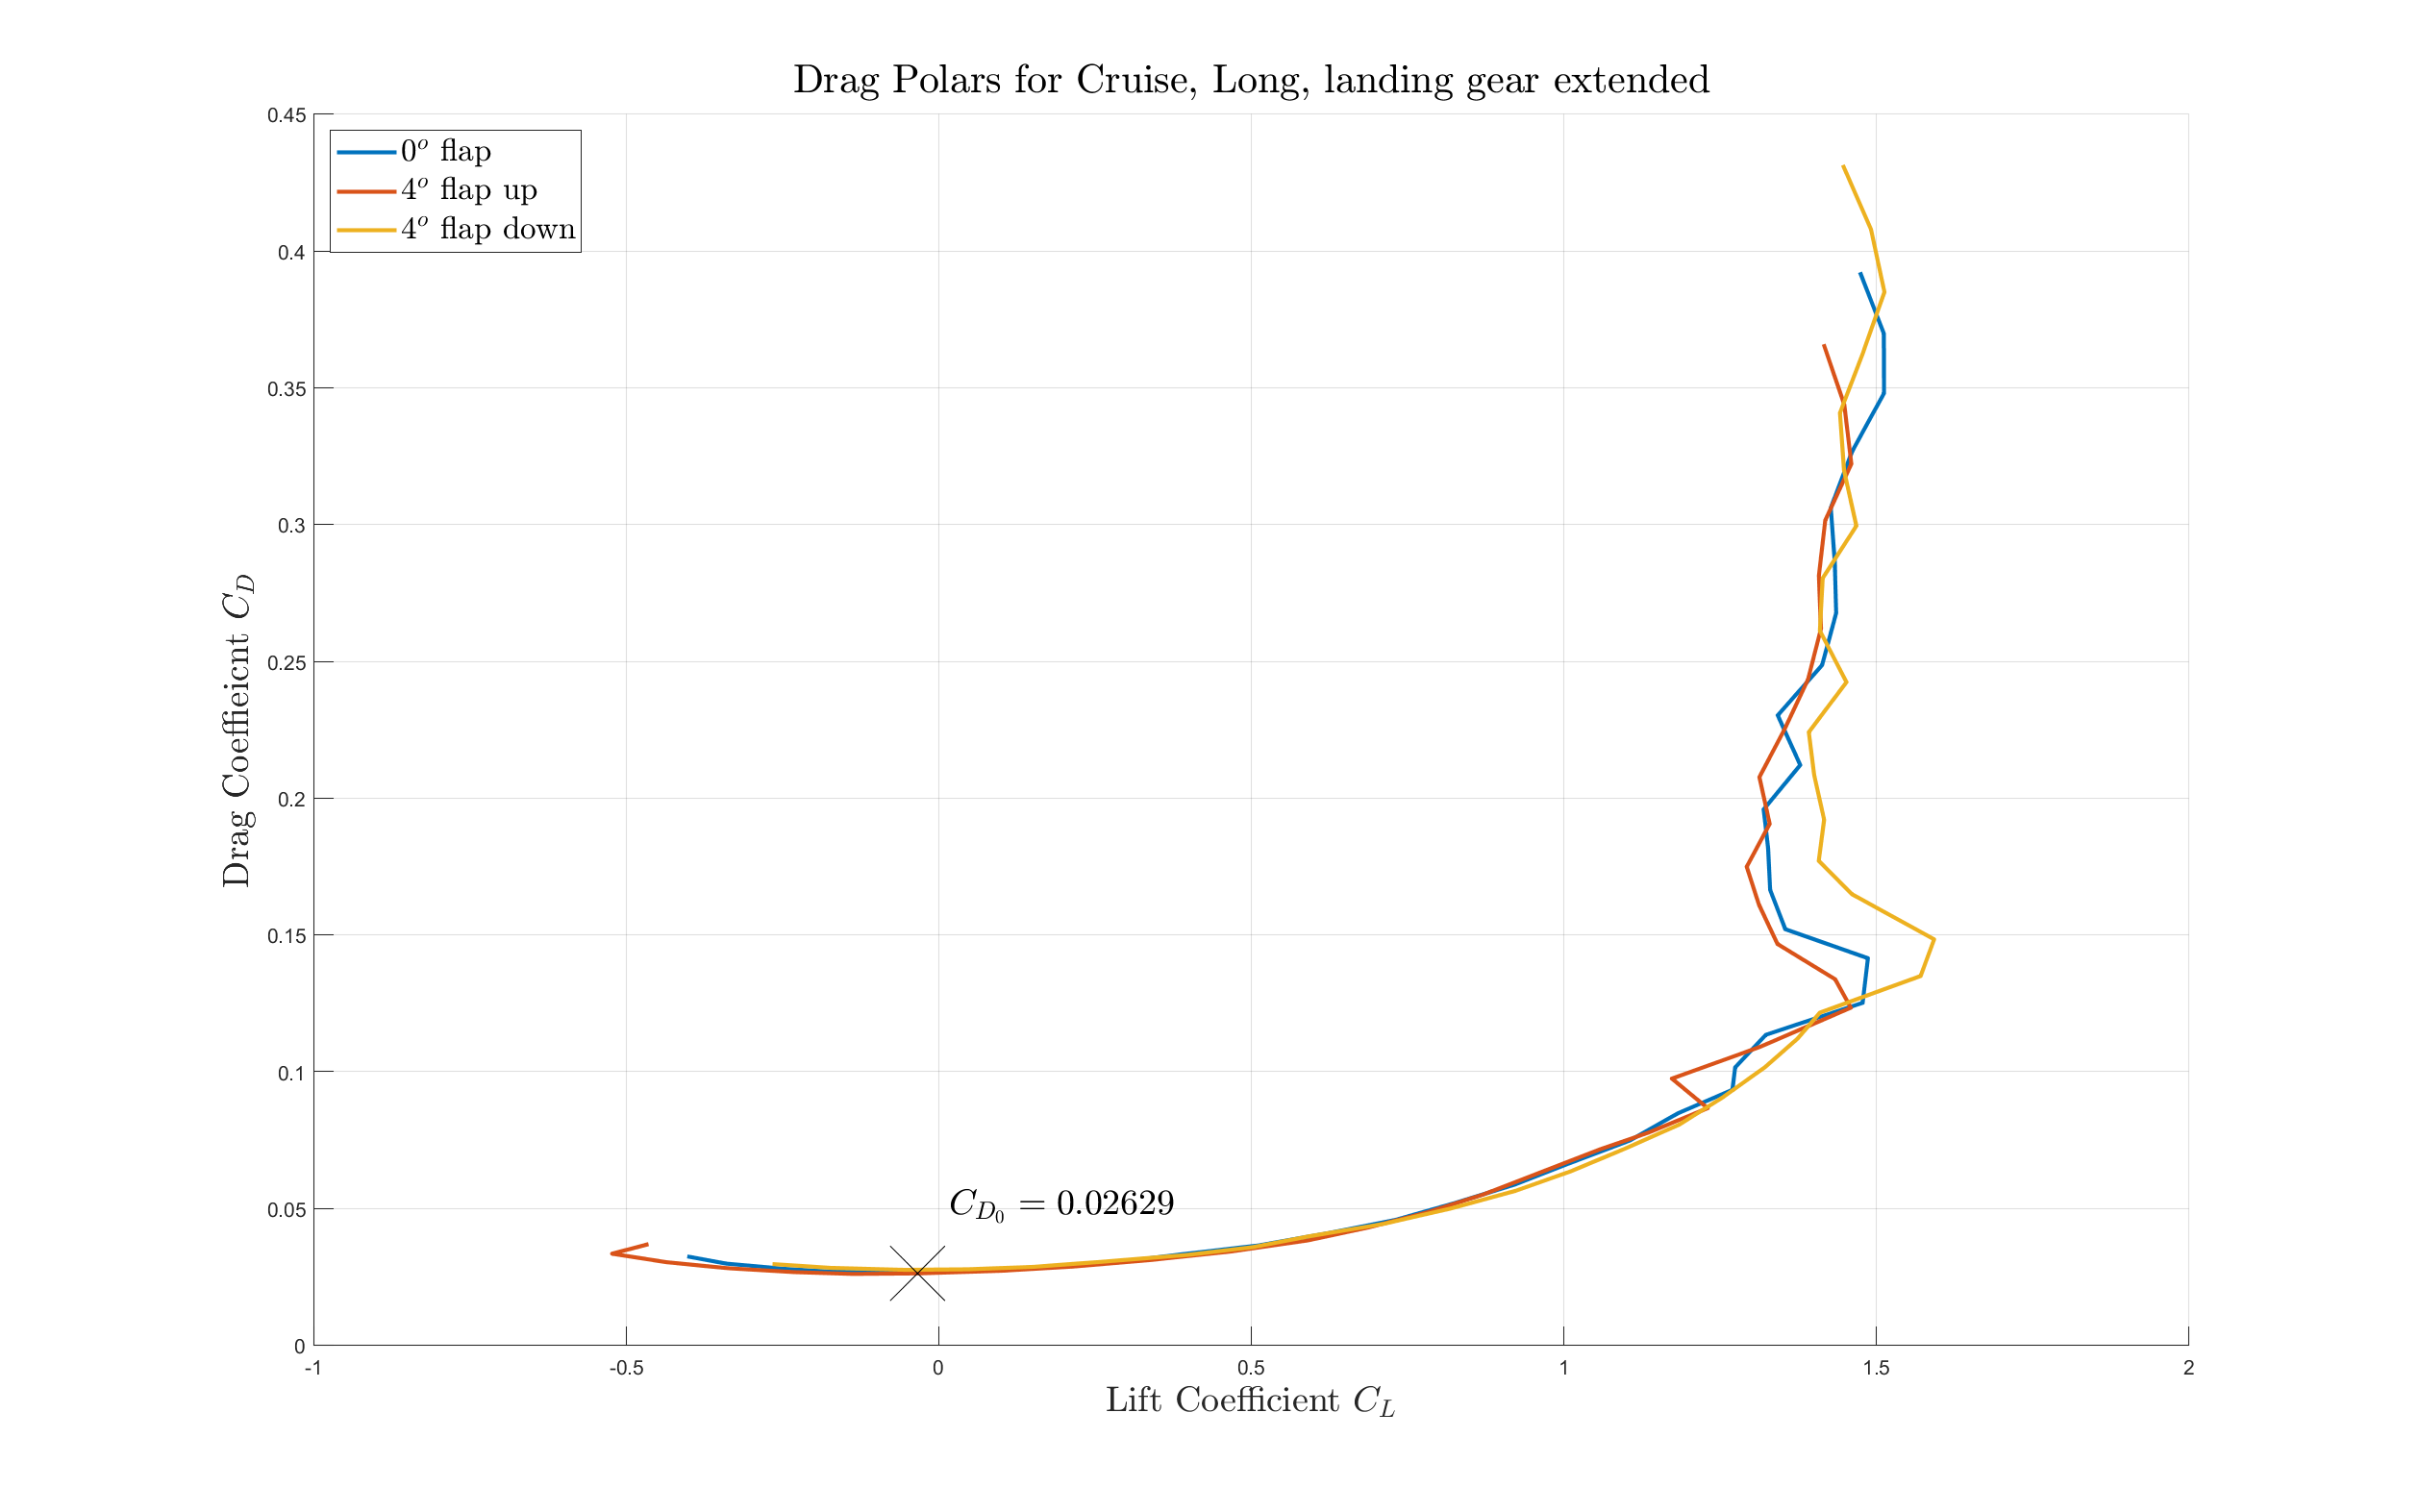 Drag Polars for Cruise, Long, landing gear extended
0.45
0.4
0.35
0.3
0.25
0.2
0.15
0.1
0.05
0
0° flap
4° flap up
4° flap down
Drag Coeffieicnt C_D
C_{D_0} = 0.02629
-1 -0.5 0 0.5 1 1.5 2
Lift Coefficient C_L